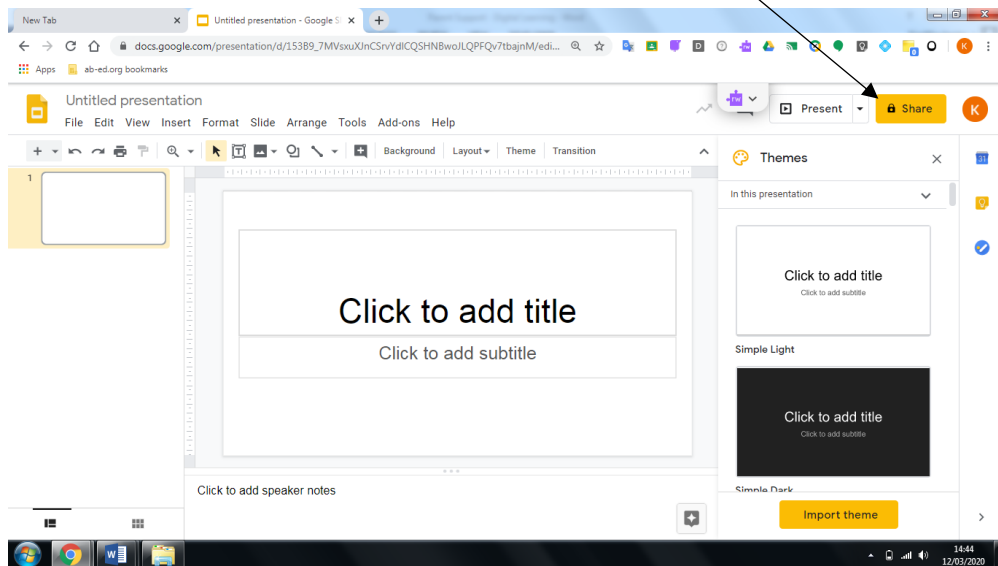 New Tab
Untitled presentation - Google Sl
docs.google.com/presentation/d/153B9_7MVsxuXJnCSrvYdlCQSHNBwoJLQPFQv7tbajnM/edi...
Apps
ab-ed.org bookmarks
Untitled presentation
File Edit View Insert Format Slide Arrange Tools Add-ons Help
Present
Share
K
Background Layout Theme Transition
Themes
In this presentation
1
Click to add title
Click to add subtitle
Click to add title
Click to add subtitle
Simple Light
Click to add title
Click to add subtitle
Simple Dark
Click to add speaker notes
Import theme
14:44
12/03/2020